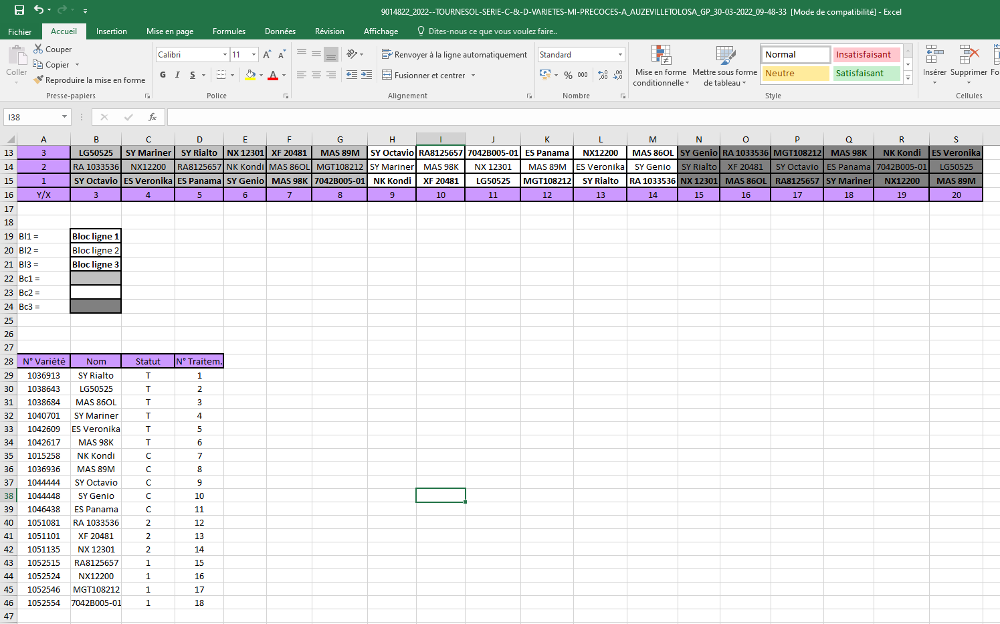 9014822_2022--TOURNESOL-SERIE-C-&-D-VARIETES-MI-PRECOCES-A_AUZEVILLETOLOSA_GP_30-03-2022_09-48-33 [Mode de compatibilité] - Excel
Fichier Accueil Insertion Mise en page Formules Données Révision Affichage Dites-nous ce que vous voulez faire..
Coller Couper Calibri 11 Renvoyer à la ligne automatiquement Standard Mise en forme conditionnelle Mettre sous forme de tableau Normal Insatisfaisant Insérer Supprimer Fo
Copier G I S Fusionner et centrer % 000 Neutre Satisfaisant
Reproduire la mise en forme
Presse-papiers Police Alignement Nombre Style Cellules
I38 fx
A B C D E F G H I J K L M N O P Q R S
13 3 LG50525 SY Mariner SY Rialto NX 12301 XF 20481 MAS 89M SY Octavio RA8125657 7042B005-01 ES Panama NX12200 MAS 86OL SY Genio RA 1033536 MGT108212 MAS 98K NK Kondi ES Veronika
14 2 RA 1033536 NX12200 RA8125657 NK Kondi MAS 86OL MGT108212 SY Mariner MAS 98K NX 12301 MAS 89M ES Veronika SY Genio SY Rialto XF 20481 SY Octavio ES Panama 7042B005-01 LG50525
15 1 SY Octavio ES Veronika ES Panama SY Genio MAS 98K 7042B005-01 NK Kondi XF 20481 LG50525 MGT108212 SY Rialto RA 1033536 NX 12301 MAS 86OL RA8125657 SY Mariner NX12200 MAS 89M
16 Y/X 3 4 5 6 7 8 9 10 11 12 13 14 15 16 17 18 19 20
17
18
19 Bl1 = Bloc ligne 1
20 Bl2 = Bloc ligne 2
21 Bl3 = Bloc ligne 3
22 Bc1 =
23 Bc2 =
24 Bc3 =
25
26
27
28 N° Variété Nom Statut N° Traitem.
29 1036913 SY Rialto T 1
30 1038643 LG50525 T 2
31 1038684 MAS 86OL T 3
32 1040701 SY Mariner T 4
33 1042609 ES Veronika T 5
34 1042617 MAS 98K T 6
35 1015258 NK Kondi C 7
36 1036936 MAS 89M C 8
37 1044444 SY Octavio C 9
38 1044448 SY Genio C 10
39 1046438 ES Panama C 11
40 1051081 RA 1033536 2 12
41 1051101 XF 20481 2 13
42 1051135 NX 12301 2 14
43 1052515 RA8125657 1 15
44 1052524 NX12200 1 16
45 1052546 MGT108212 1 17
46 1052554 7042B005-01 1 18
47